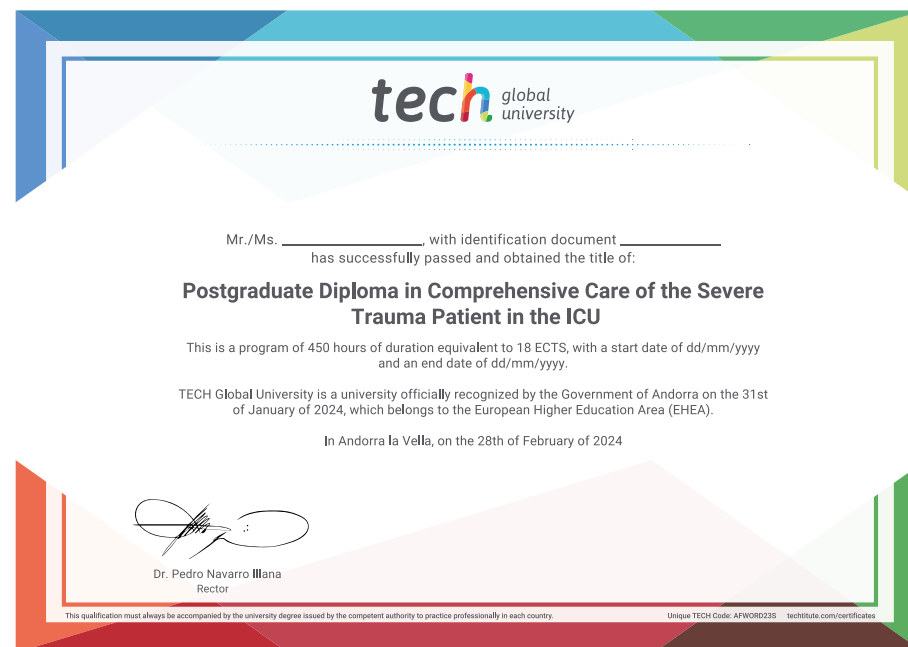 tech global
university
Mr./Ms. ____________________, with identification document ______________
has successfully passed and obtained the title of:
Postgraduate Diploma in Comprehensive Care of the Severe
Trauma Patient in the ICU
This is a program of 450 hours of duration equivalent to 18 ECTS, with a start date of dd/mm/yyyy
and an end date of dd/mm/yyyy.
TECH Global University is a university officially recognized by the Government of Andorra on the 31st
of January of 2024, which belongs to the European Higher Education Area (EHEA).
In Andorra la Vella, on the 28th of February of 2024
Dr. Pedro Navarro Illana
Rector
This qualification must always be accompanied by the university degree issued by the competent authority to practice professionally in each country.
Unique TECH Code: AFWORD23S techtitute.com/certificates